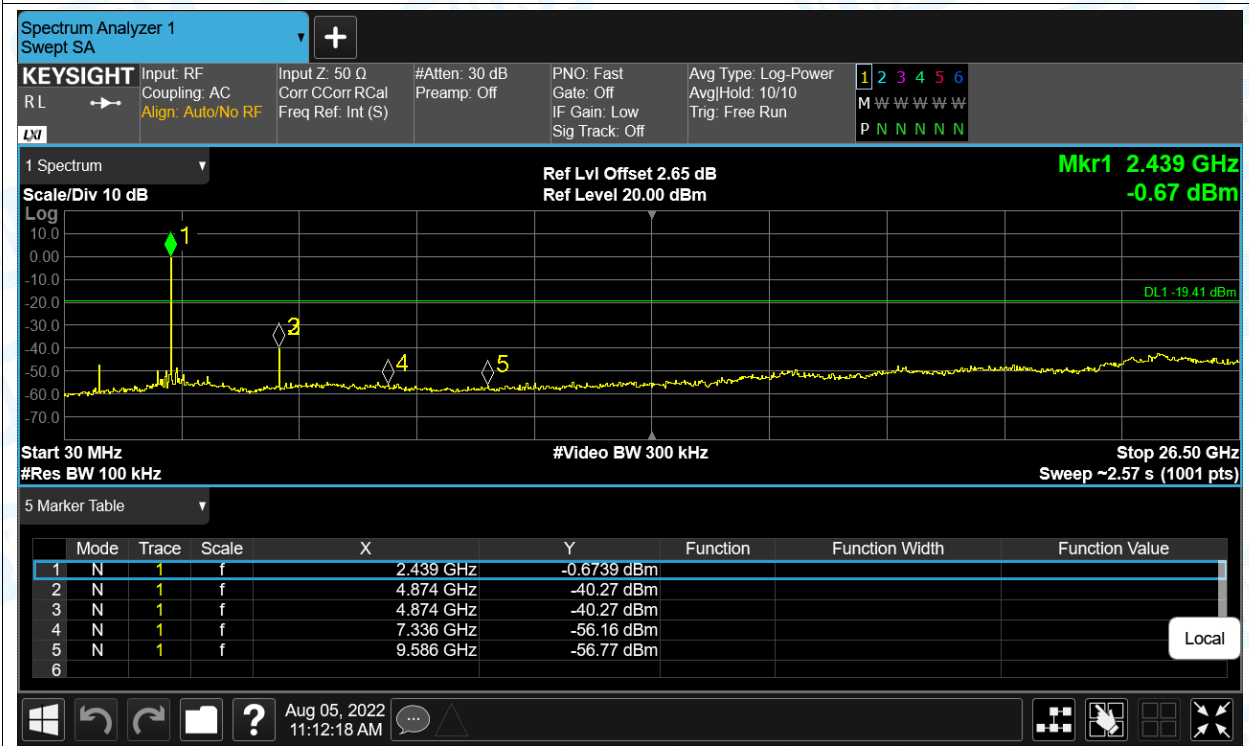 Spectrum Analyzer 1
Swept SA
+
KEYSIGHT Input: RF Input Z: 50 Ω #Atten: 30 dB PNO: Fast Avg Type: Log-Power 1 2 3 4 5 6
R L Coupling: AC Corr CCorr RCal Preamp: Off Gate: Off Avg|Hold: 10/10 M W W W W W W
Align: Auto/No RF Freq Ref: Int (S) IF Gain: Low Trig: Free Run
LXI Sig Track: Off P N N N N N
1 Spectrum Ref Lvl Offset 2.65 dB Mkr1 2.439 GHz
Scale/Div 10 dB Ref Level 20.00 dBm -0.67 dBm
Log
10.0 1
0.00
-10.0
DL1 -19.41 dBm
-20.0
-30.0
-40.0
4 5
-50.0
-60.0
-70.0
Start 30 MHz #Video BW 300 kHz Stop 26.50 GHz
#Res BW 100 kHz Sweep ~2.57 s (1001 pts)
5 Marker Table
Mode Trace Scale X Y Function Function Width Function Value
1 N 1 f 2.439 GHz -0.6739 dBm
2 N 1 f 4.874 GHz -40.27 dBm
3 N 1 f 4.874 GHz -40.27 dBm
4 N 1 f 7.336 GHz -56.16 dBm
5 N 1 f 9.586 GHz -56.77 dBm
6
Local
? Aug 05, 2022
11:12:18 AM